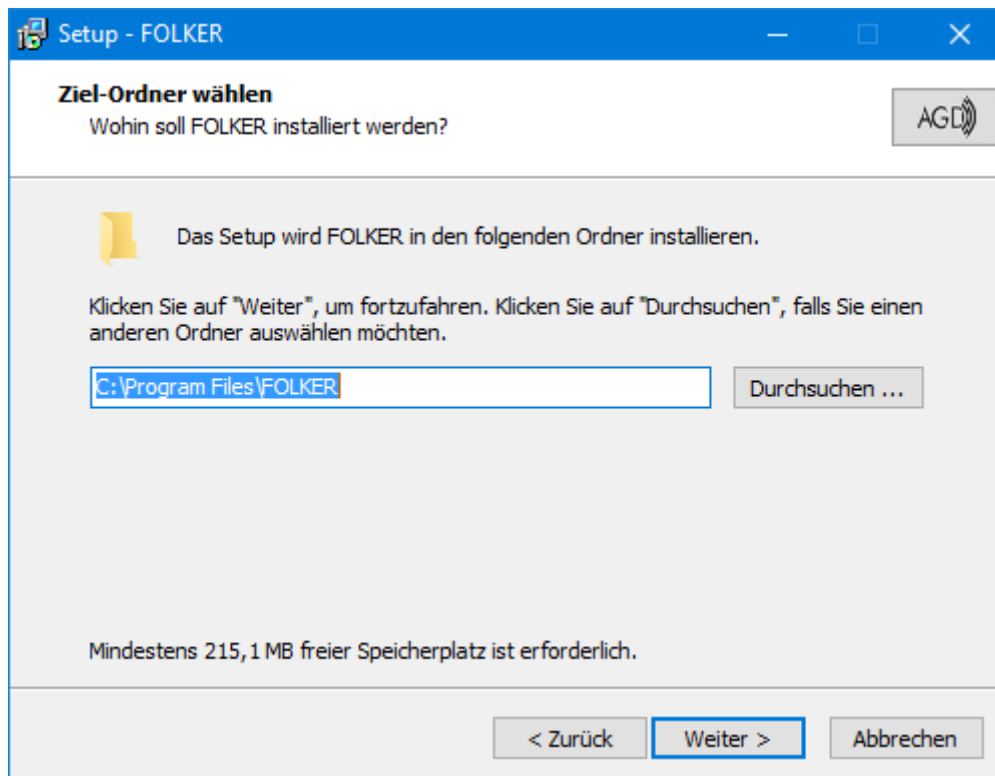 Setup - FOLKER
Ziel-Ordner wählen
Wohin soll FOLKER installiert werden?
AGD
Das Setup wird FOLKER in den folgenden Ordner installieren.
Klicken Sie auf "Weiter", um fortzufahren. Klicken Sie auf "Durchsuchen", falls Sie einen
anderen Ordner auswählen möchten.
C:\Program Files\FOLKER
Durchsuchen ...
Mindestens 215,1 MB freier Speicherplatz ist erforderlich.
< Zurück
Weiter >
Abbrechen